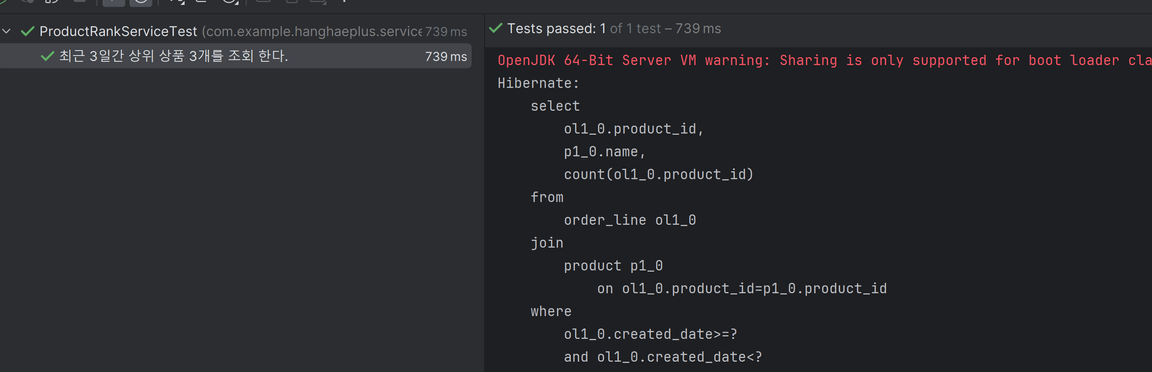 ProductRankServiceTest (com.example.hanghaeplus.service 739 ms
최근 3일간 상위 상품 3개를 조회 한다. 739 ms
Tests passed: 1 of 1 test – 739 ms
OpenJDK 64-Bit Server VM warning: Sharing is only supported for boot loader cla
Hibernate:
select
ol1_0.product_id,
p1_0.name,
count(ol1_0.product_id)
from
order_line ol1_0
join
product p1_0
on ol1_0.product_id=p1_0.product_id
where
ol1_0.created_date>=?
and ol1_0.created_date<?